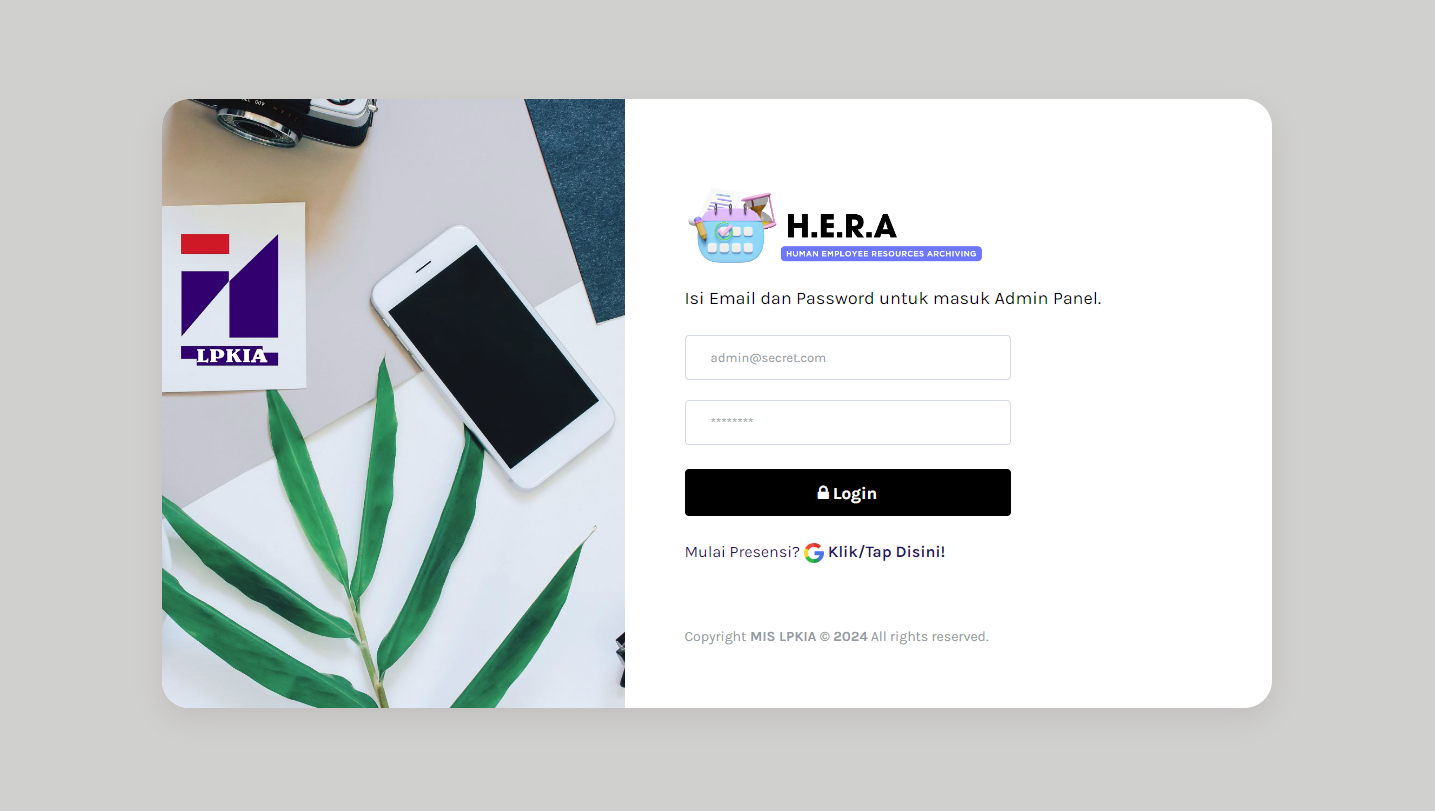 LPKIA
H.E.R.A
HUMAN EMPLOYEE RESOURCES ARCHIVING
Isi Email dan Password untuk masuk Admin Panel.
admin@secret.com
********
Login
Mulai Presensi? Klik/Tap Disini!
Copyright MIS LPKIA © 2024 All rights reserved.